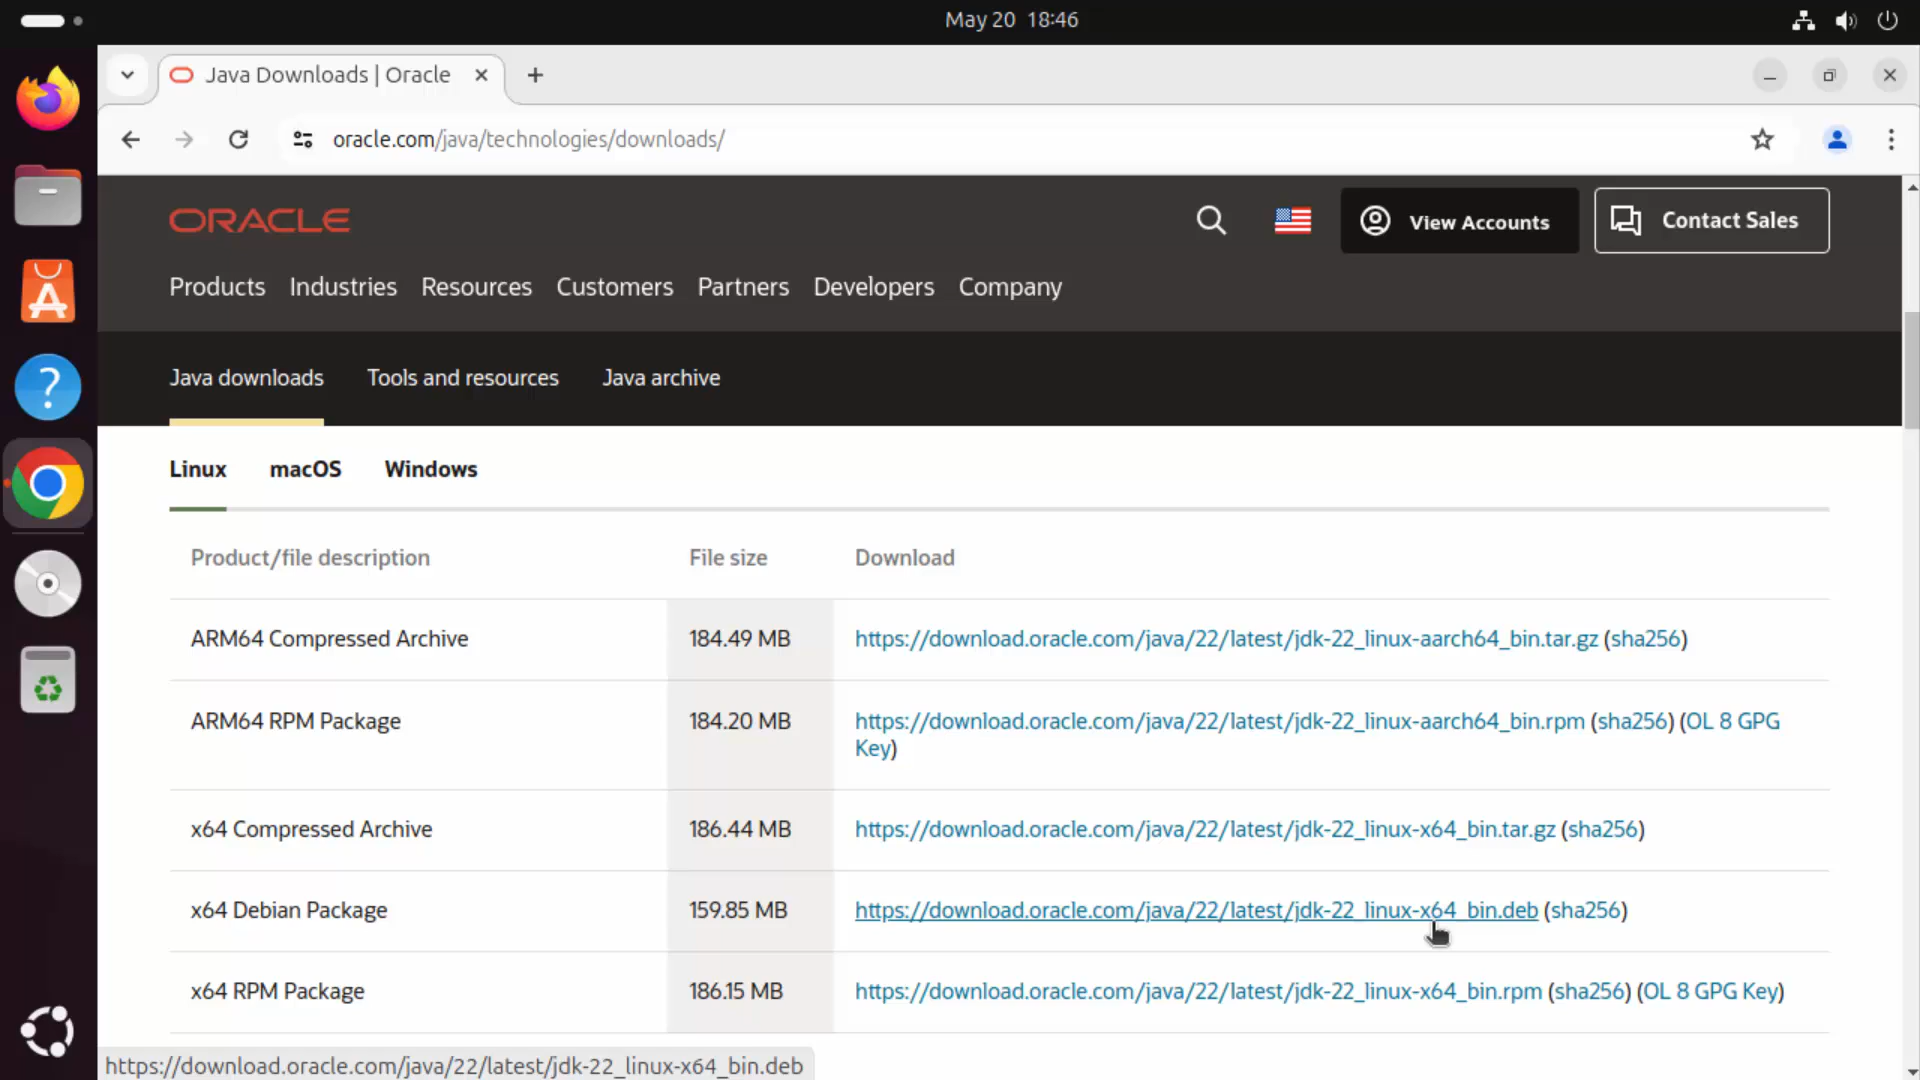 May 20 18:46
Java Downloads | Oracle
oracle.com/java/technologies/downloads/
ORACLE
View Accounts
Contact Sales
Products Industries Resources Customers Partners Developers Company
Java downloads Tools and resources Java archive
Linux macOS Windows
Product/file description File size Download
ARM64 Compressed Archive 184.49 MB https://download.oracle.com/java/22/latest/jdk-22_linux-aarch64_bin.tar.gz (sha256)
ARM64 RPM Package 184.20 MB https://download.oracle.com/java/22/latest/jdk-22_linux-aarch64_bin.rpm (sha256) (OL 8 GPG
Key)
x64 Compressed Archive 186.44 MB https://download.oracle.com/java/22/latest/jdk-22_linux-x64_bin.tar.gz (sha256)
x64 Debian Package 159.85 MB https://download.oracle.com/java/22/latest/jdk-22_linux-x64_bin.deb (sha256)
x64 RPM Package 186.15 MB https://download.oracle.com/java/22/latest/jdk-22_linux-x64_bin.rpm (sha256) (OL 8 GPG Key)
https://download.oracle.com/java/22/latest/jdk-22_linux-x64_bin.deb